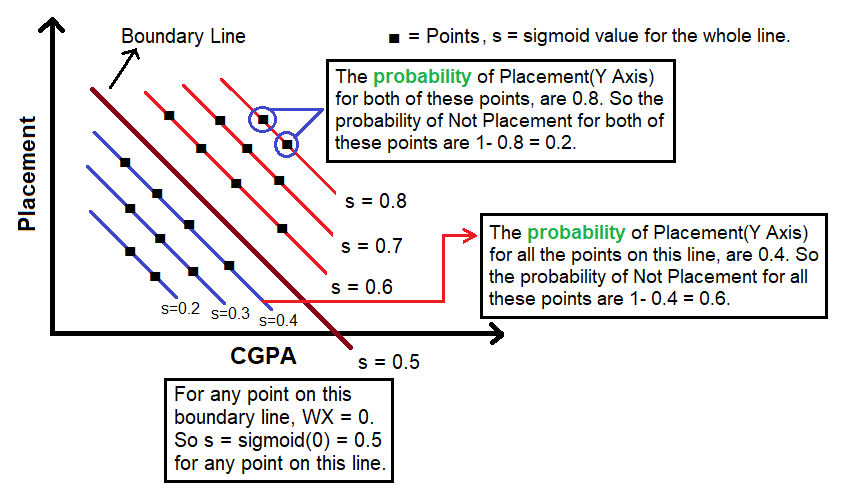 Boundary Line
■ = Points, s = sigmoid value for the whole line.
The probability of Placement(Y Axis)
for both of these points, are 0.8. So the
probability of Not Placement for both of
these points are 1- 0.8 = 0.2.
Placement
s = 0.8
s = 0.7
s = 0.6
The probability of Placement(Y Axis)
for all the points on this line, are 0.4. So
the probability of Not Placement for all
these points are 1- 0.4 = 0.6.
s=0.2
s=0.3
s=0.4
CGPA
s = 0.5
For any point on this
boundary line, WX = 0.
So s = sigmoid(0) = 0.5
for any point on this line.